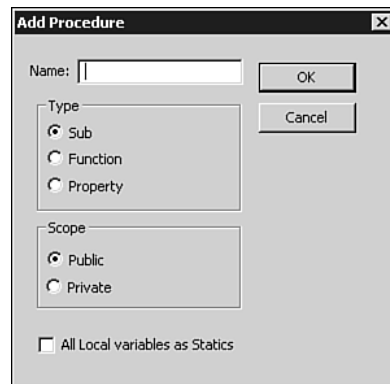 Add Procedure
Name:
OK
Cancel
Type
Sub
Function
Property
Scope
Public
Private
All Local variables as Statics